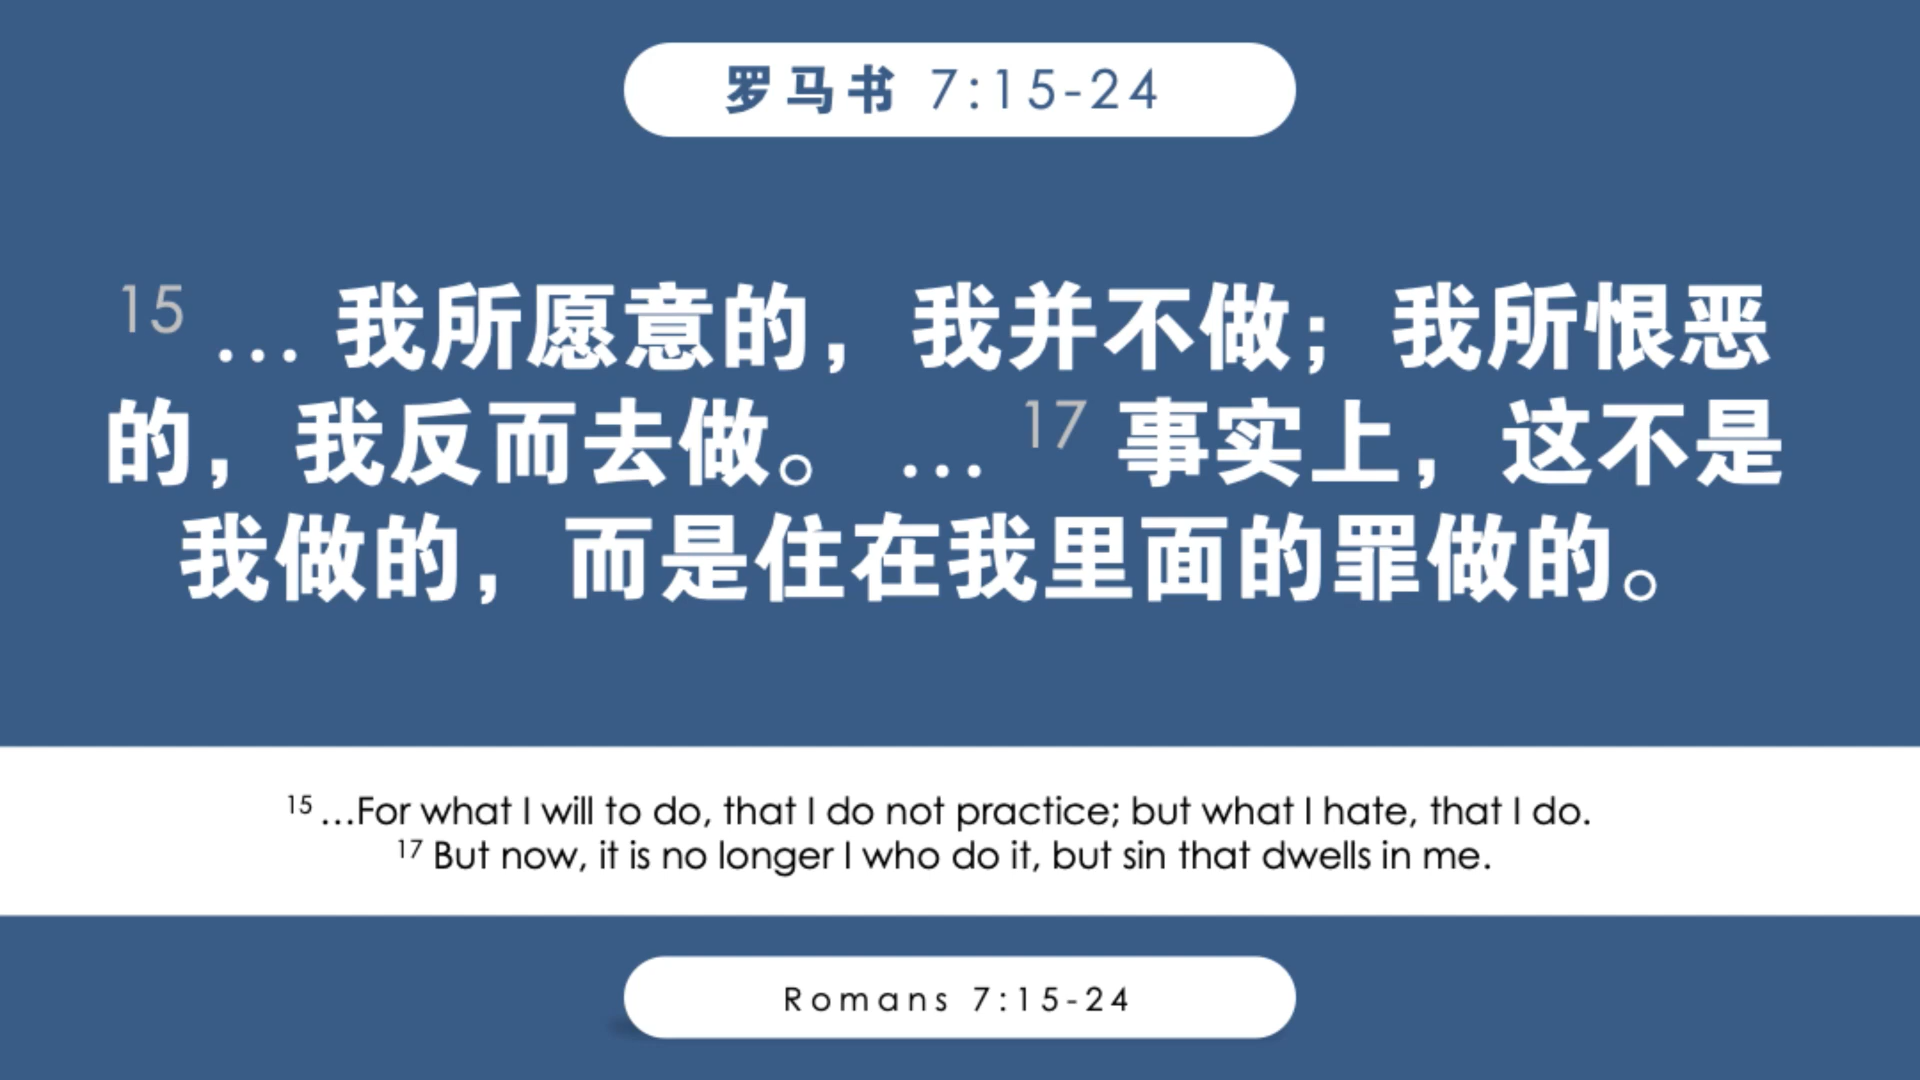 罗马书 7:15-24
15 … 我所愿意的，我并不做；我所恨恶
的，我反而去做。 … 17 事实上，这不是
我做的，而是住在我里面的罪做的。
15 …For what I will to do, that I do not practice; but what I hate, that I do.
17 But now, it is no longer I who do it, but sin that dwells in me.
Romans 7:15-24